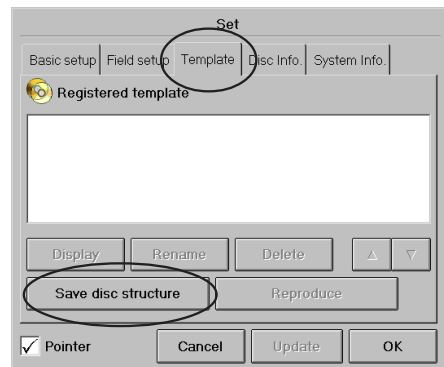 Set
Basic setup Field setup Template Disc Info. System Info.
Registered template
Display Rename Delete
Save disc structure Reproduce
Pointer Cancel Update OK